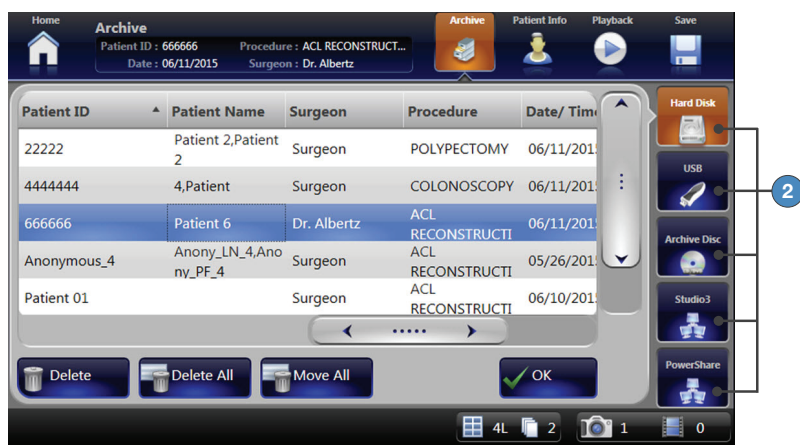 Home
Archive
Patient ID : 666666 Procedure : ACL RECONSTRUCT...
Date : 06/11/2015 Surgeon : Dr. Albertz
Archive
Patient Info
Playback
Save
Patient ID Patient Name Surgeon Procedure Date/ Tim
22222 Patient 2,Patient 2 Surgeon POLYPECTOMY 06/11/201
4444444 4,Patient Surgeon COLONOSCOPY 06/11/201
666666 Patient 6 Dr. Albertz ACL RECONSTRUCTI 06/11/201
Anonymous_4 Anony_LN_4,Anony_PF_4 Surgeon ACL RECONSTRUCTI 05/26/201
Patient 01 Surgeon ACL RECONSTRUCTI 06/10/201
Hard Disk
USB
Archive Disc
Studio3
PowerShare
2
Delete
Delete All
Move All
OK
4L 2 1 0